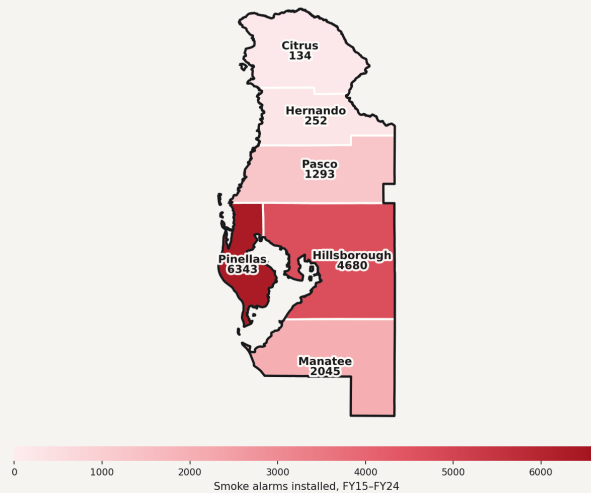 Citrus
134
Hernando
252
Pasco
1293
Pinellas
6343
Hillsborough
4680
Manatee
2045
0 1000 2000 3000 4000 5000 6000
Smoke alarms installed, FY15–FY24